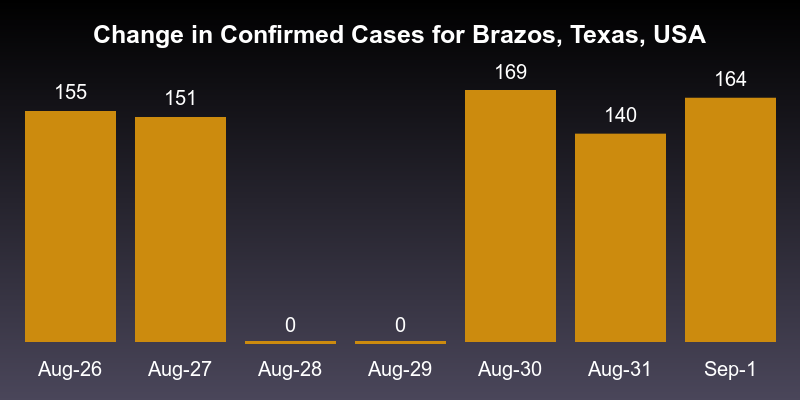 Change in Confirmed Cases for Brazos, Texas, USA
155
151
0
0
169
140
164
Aug-26
Aug-27
Aug-28
Aug-29
Aug-30
Aug-31
Sep-1